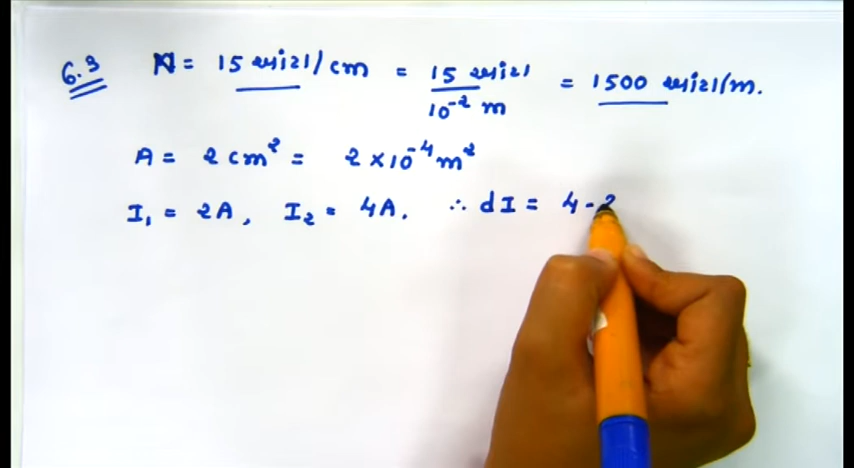 6.3 N = 15 આંટા/cm = 15 આંટા / 10⁻² m = 1500 આંટા/m.
A = 2 cm² = 2 × 10⁻⁴ m²
I₁ = 2A, I₂ = 4A. ∴ dI = 4 - 2